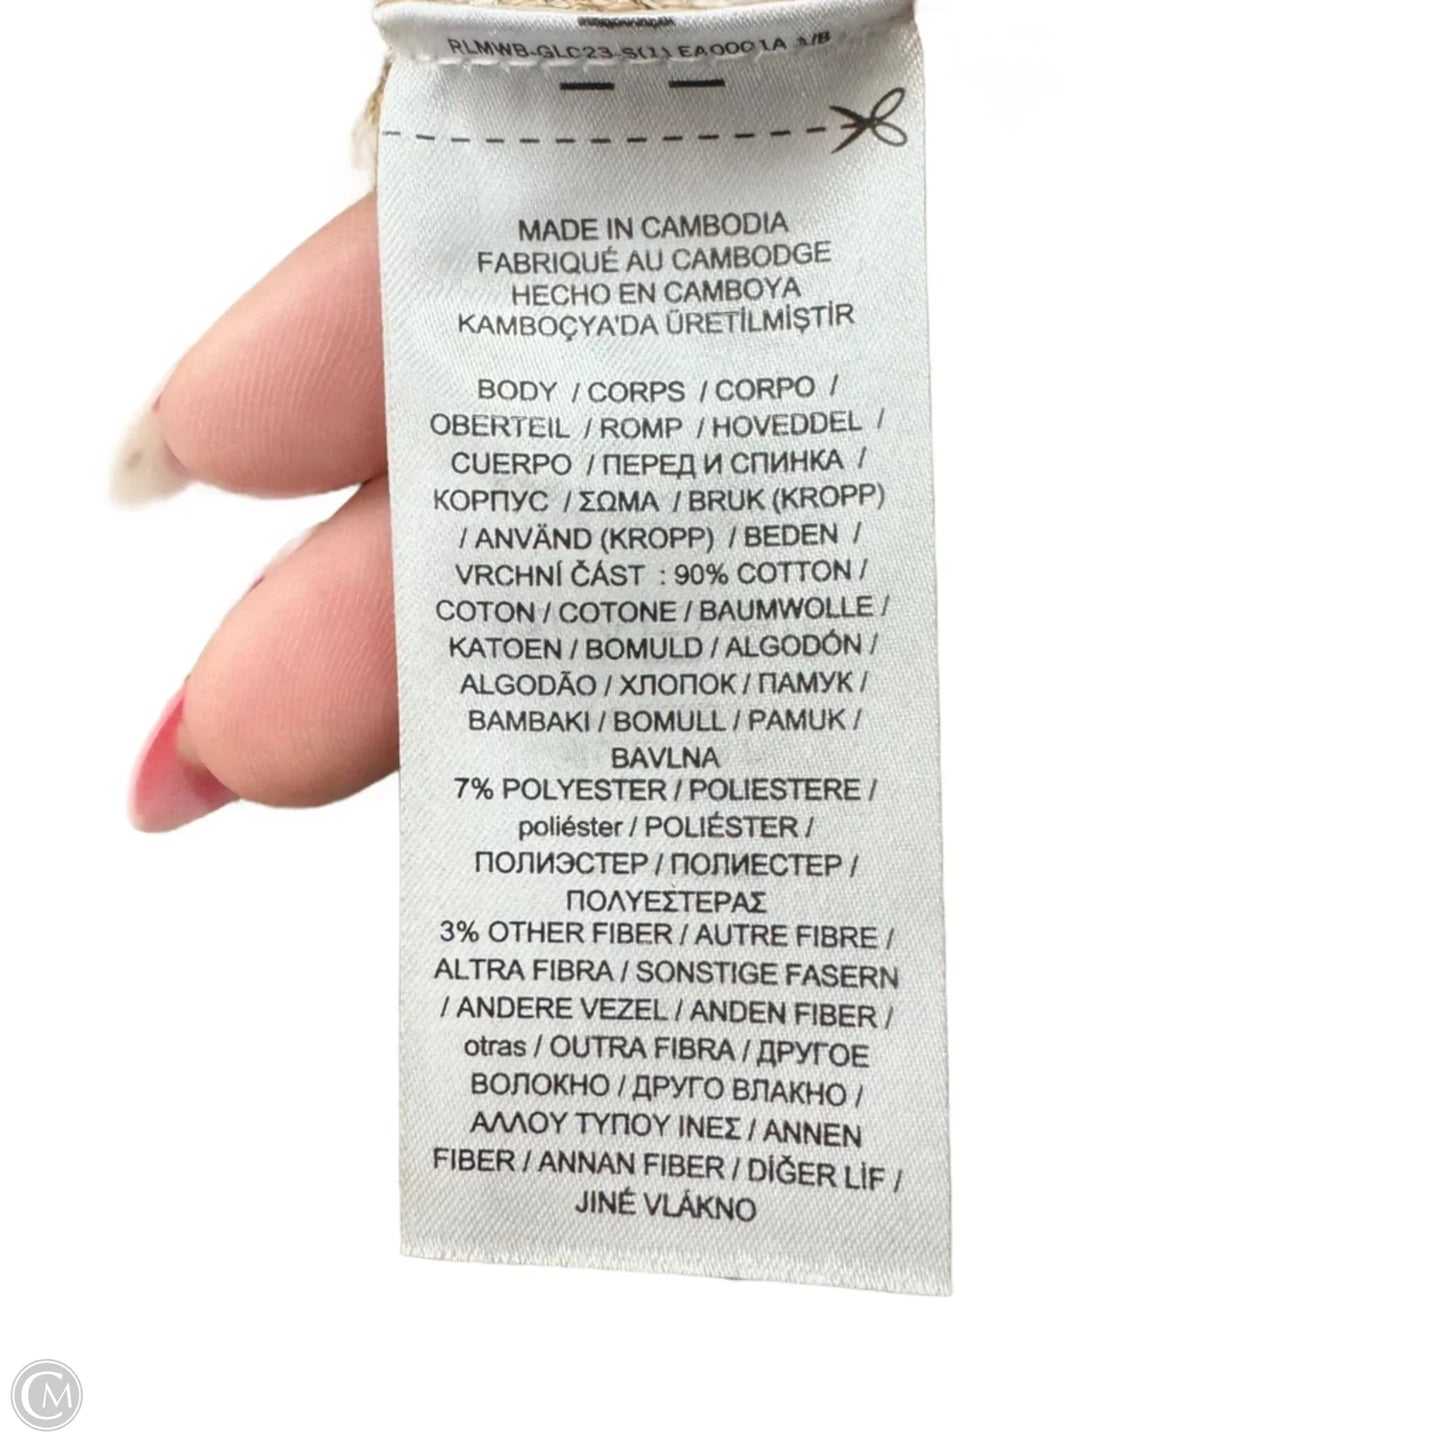 RLMWB-GLC23-S(1) EA0001A A/B
MADE IN CAMBODIA
FABRIQUÉ AU CAMBODGE
HECHO EN CAMBOYA
KAMBOÇYA'DA ÜRETİLMİŞTİR
BODY / CORPS / CORPO /
OBERTEIL / ROMP / HOVEDDEL /
CUERPO / ПЕРЕД И СПИНКА /
КОРПУС / ΣΩΜΑ / BRUK (KROPP)
/ ANVÄND (KROPP) / BEDEN /
VRCHNÍ ČÁST : 90% COTTON /
COTON / COTONE / BAUMWOLLE /
KATOEN / BOMULD / ALGODÓN /
ALGODÃO / ХЛОПОК / ПАМУК /
BAMBAKI / BOMULL / PAMUK /
BAVLNA
7% POLYESTER / POLIESTERE /
poliéster / POLIÉSTER /
ПОЛИЭСТЕР / ПОЛИЕСТЕР /
ΠΟΛΥΕΣΤΕΡΑΣ
3% OTHER FIBER / AUTRE FIBRE /
ALTRA FIBRA / SONSTIGE FASERN
/ ANDERE VEZEL / ANDEN FIBER /
otras / OUTRA FIBRA / ДРУГОЕ
ВОЛОКНО / ДРУГО ВЛАКНО /
ΑΛΛΟΥ ΤΥΠΟΥ ΙΝΕΣ / ANNEN
FIBER / ANNAN FIBER / DİĞER LİF /
JINÉ VLÁKNO
CM